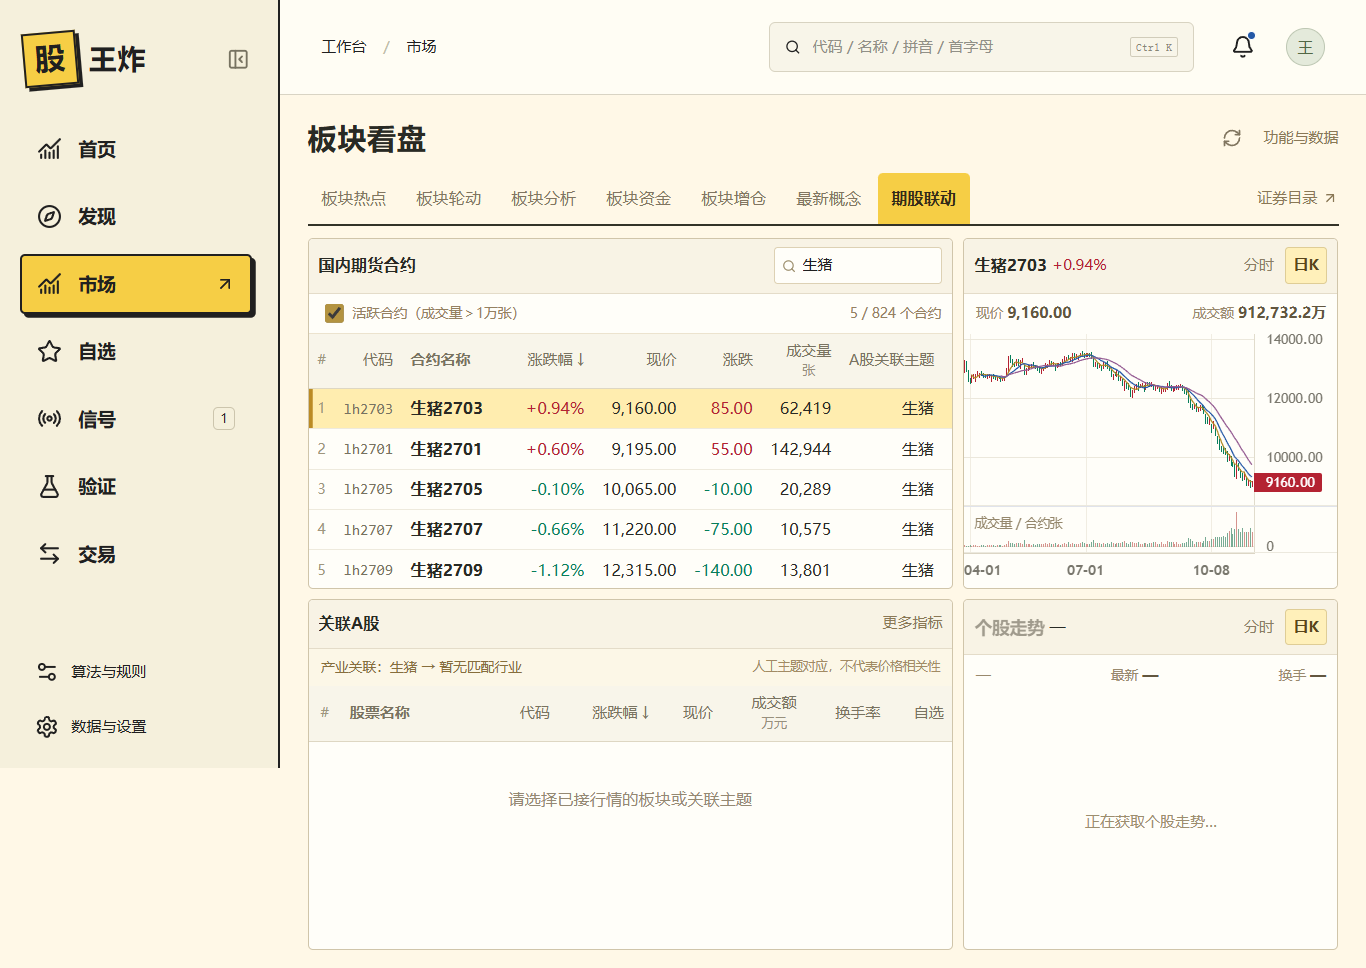 股 王炸
首页
发现
市场
自选
信号 1
验证
交易
算法与规则
数据与设置
工作台 / 市场
代码 / 名称 / 拼音 / 首字母 Ctrl K
王
板块看盘
功能与数据
板块热点 板块轮动 板块分析 板块资金 板块增仓 最新概念 期股联动
证券目录
国内期货合约 生猪
活跃合约（成交量 > 1万张） 5 / 824 个合约
# 代码 合约名称 涨跌幅↓ 现价 涨跌 成交量 A股关联主题
张
1 lh2703 生猪2703 +0.94% 9,160.00 85.00 62,419 生猪
2 lh2701 生猪2701 +0.60% 9,195.00 55.00 142,944 生猪
3 lh2705 生猪2705 -0.10% 10,065.00 -10.00 20,289 生猪
4 lh2707 生猪2707 -0.66% 11,220.00 -75.00 10,575 生猪
5 lh2709 生猪2709 -1.12% 12,315.00 -140.00 13,801 生猪
生猪2703 +0.94% 分时 日K
现价 9,160.00 成交额 912,732.2万
14000.00
12000.00
10000.00
9160.00
成交量 / 合约张
0
04-01 07-01 10-08
关联A股 更多指标
产业关联：生猪 → 暂无匹配行业 人工主题对应，不代表价格相关性
# 股票名称 代码 涨跌幅↓ 现价 成交额 换手率 自选
万元
请选择已接行情的板块或关联主题
个股走势 — 分时 日K
— 最新 — 换手 —
正在获取个股走势...